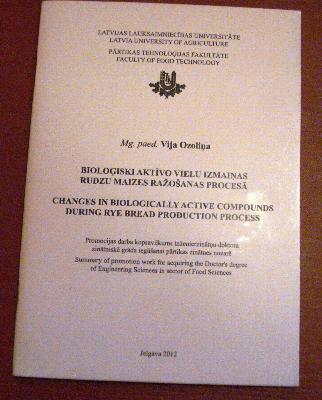 LATVIJAS LAUKSAIMNIECĪBAS UNIVERSITĀTE
LATVIA UNIVERSITY OF AGRICULTURE
PĀRTIKAS TEHNOLOĢIJAS FAKULTĀTE
FACULTY OF FOOD TECHNOLOGY
Mg. paed. Vija Ozoliņa
BIOLOĢISKI AKTĪVO VIELU IZMAIŅAS
RUDZU MAIZES RAŽOŠANAS PROCESĀ
CHANGES IN BIOLOGICALLY ACTIVE COMPOUNDS
DURING RYE BREAD PRODUCTION PROCESS
Promocijas darba kopsavilkums inženierzinātņu doktora
zinātniskā grāda iegūšanai pārtikas zinātnes nozarē
Summary of promotion work for acquiring the Doctor's degree
of Engineering Sciences in sector of Food Sciences
Jelgava 2012